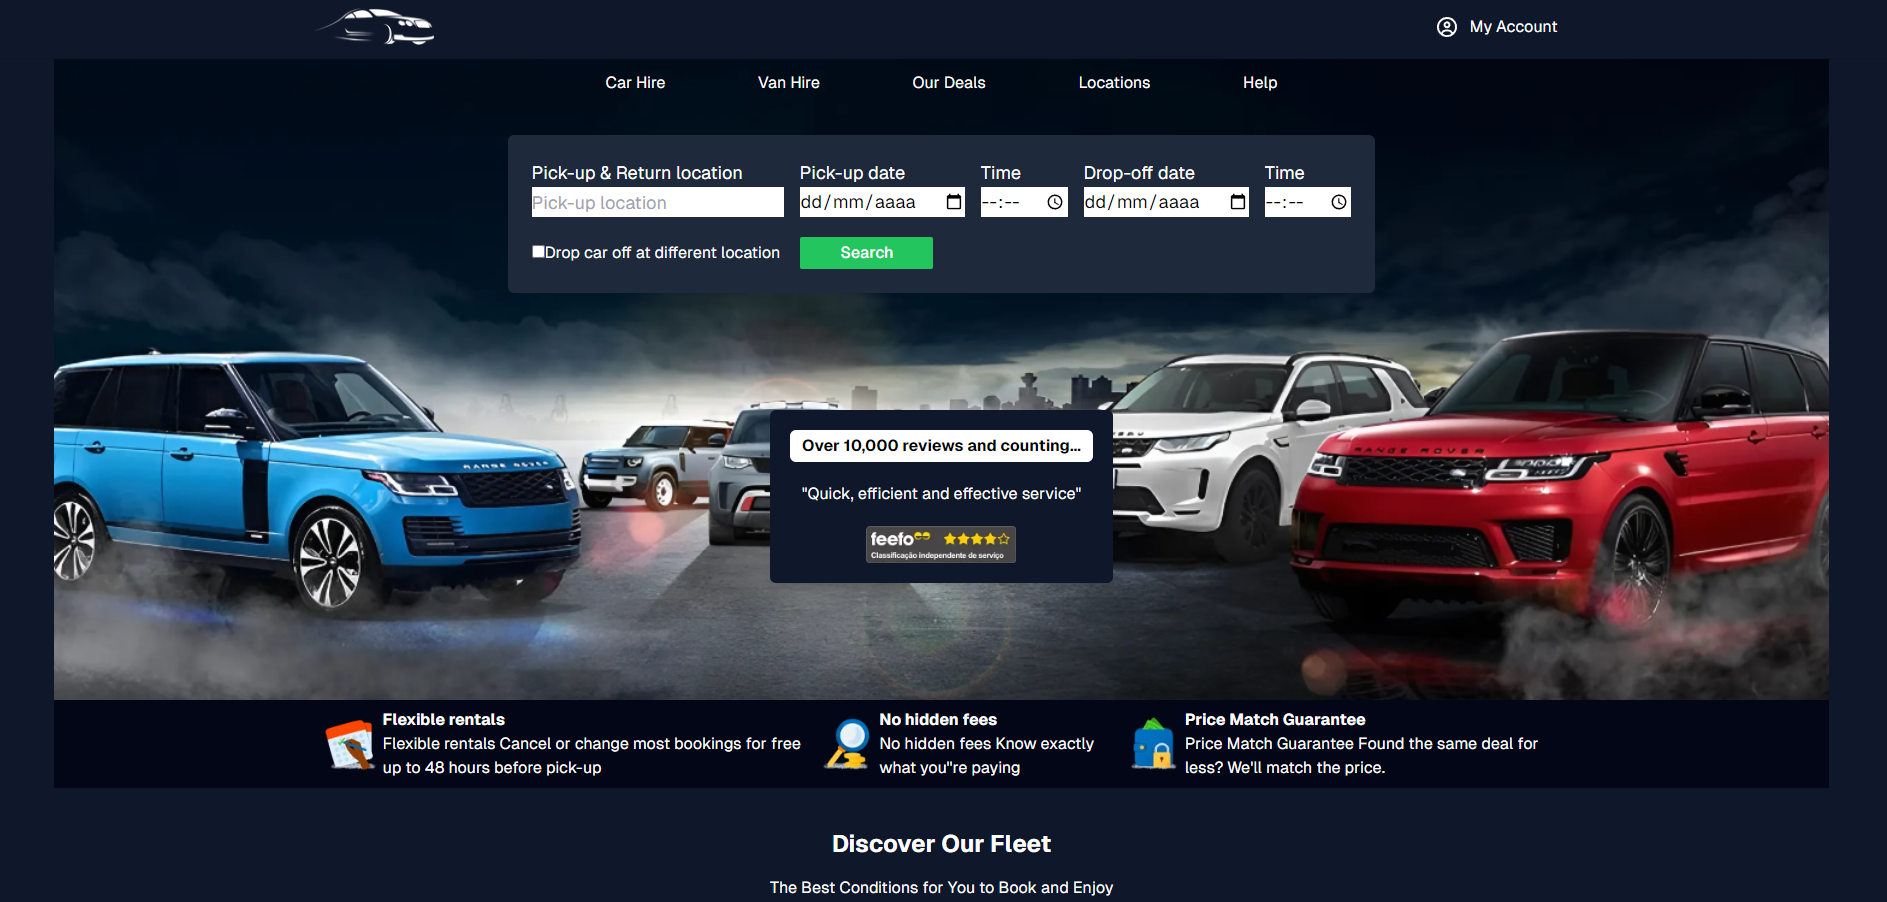 My Account
Car Hire
Van Hire
Our Deals
Locations
Help
Pick-up & Return location
Pick-up date
Time
Drop-off date
Time
Pick-up location
dd/mm/aaaa
--:--
dd/mm/aaaa
--:--
Drop car off at different location
Search
RANGE ROVER
RANGE ROVER
Over 10,000 reviews and counting...
"Quick, efficient and effective service"
feefo
Classificação independente de serviço
Flexible rentals
Flexible rentals Cancel or change most bookings for free
up to 48 hours before pick-up
No hidden fees
No hidden fees Know exactly
what you"re paying
Price Match Guarantee
Price Match Guarantee Found the same deal for
less? We'll match the price.
Discover Our Fleet
The Best Conditions for You to Book and Enjoy